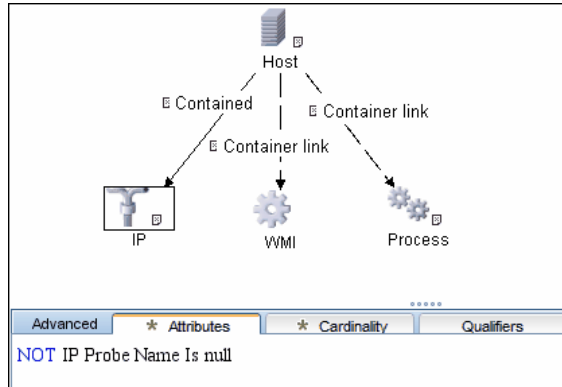 Host
Contained
Container link
Container link
IP
WMI
Process
Advanced
* Attributes
* Cardinality
Qualifiers
NOT IP Probe Name Is null